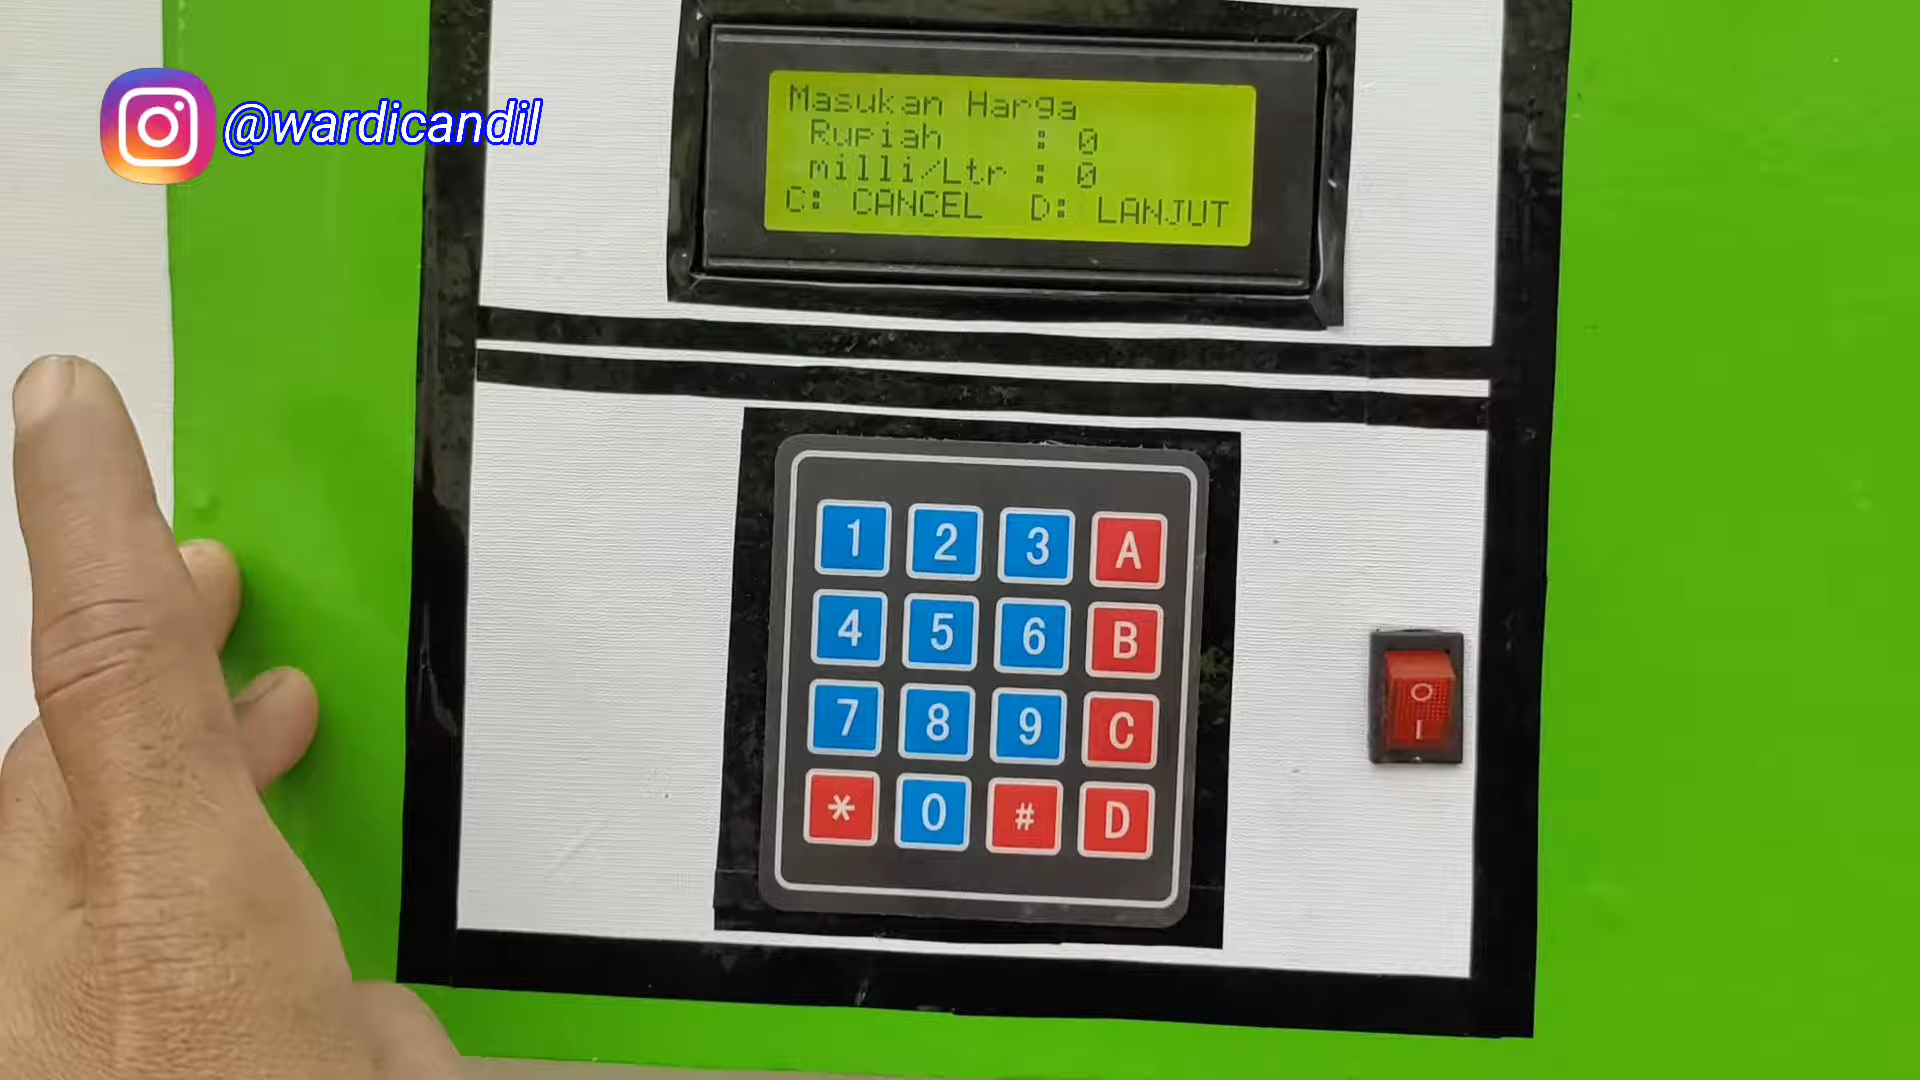 @wardicandil
Masukan Harga
Rupiah : 0
milli/Ltr : 0
C: CANCEL D: LANJUT
1 2 3 A
4 5 6 B
7 8 9 C
* 0 # D
O
I